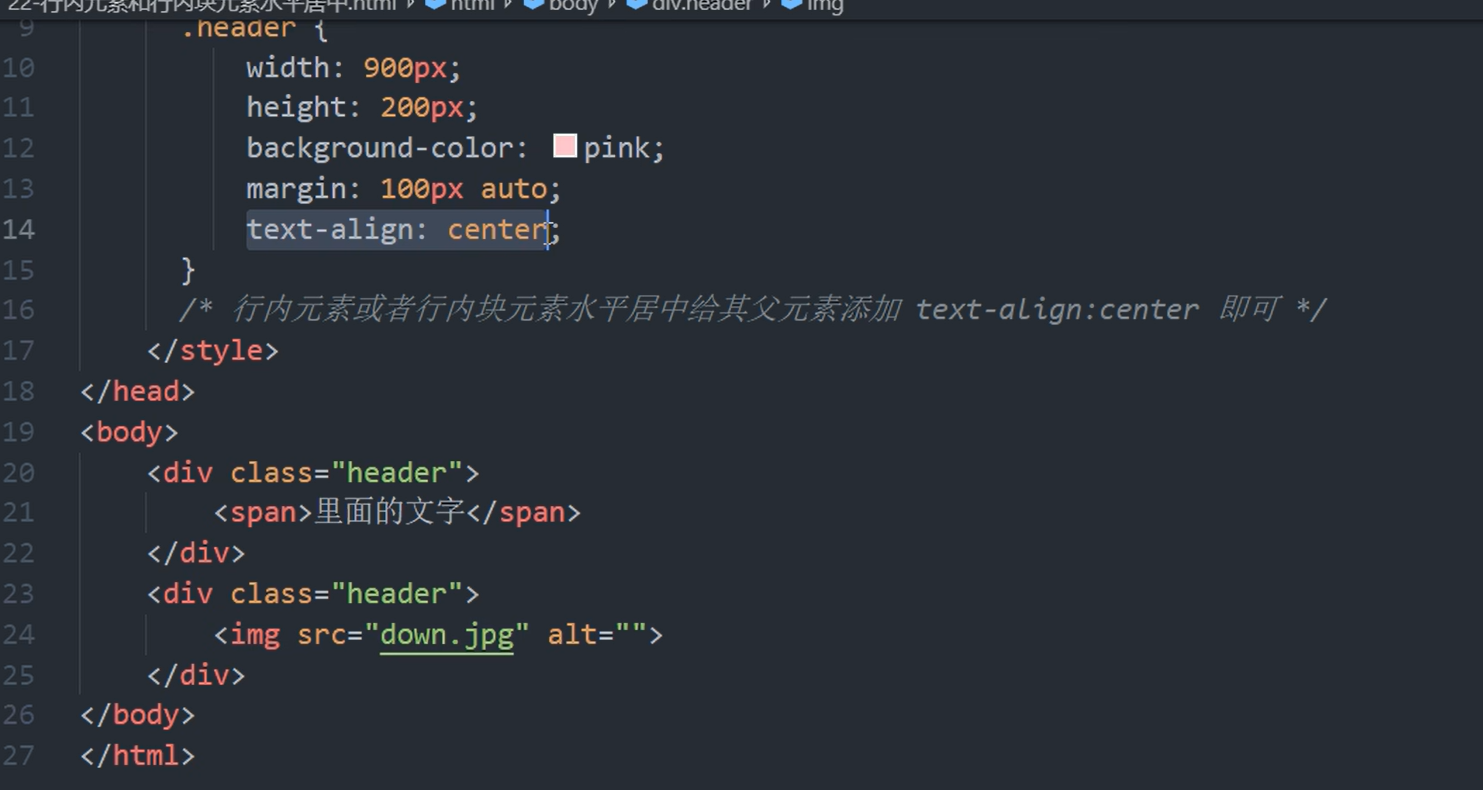 22-行内元素和行内块元素水平居中.html › html › body › div.header › img
9 .header {
10 width: 900px;
11 height: 200px;
12 background-color: pink;
13 margin: 100px auto;
14 text-align: center;
15 }
16 /* 行内元素或者行内块元素水平居中给其父元素添加 text-align:center 即可 */
17 </style>
18 </head>
19 <body>
20 <div class="header">
21 <span>里面的文字</span>
22 </div>
23 <div class="header">
24 <img src="down.jpg" alt="">
25 </div>
26 </body>
27 </html>